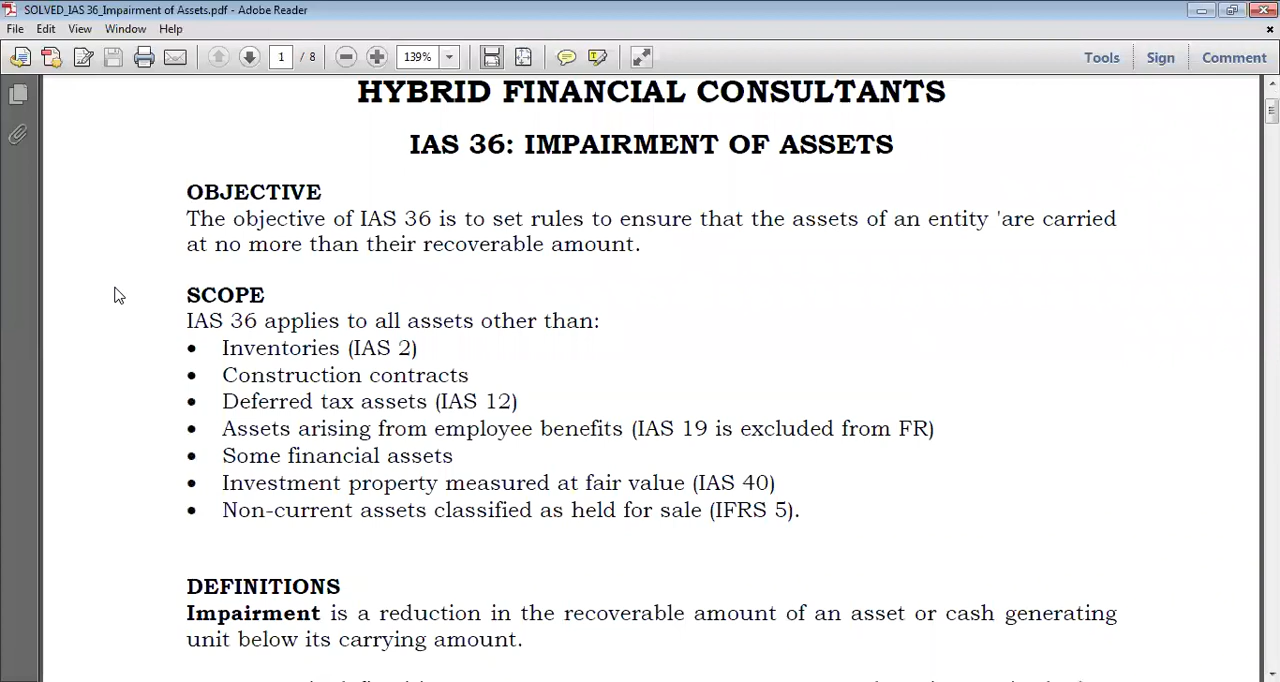 SOLVED_IAS 36_Impairment of Assets.pdf - Adobe Reader
File Edit View Window Help
1 / 8 139% Tools Sign Comment
HYBRID FINANCIAL CONSULTANTS
IAS 36: IMPAIRMENT OF ASSETS
OBJECTIVE
The objective of IAS 36 is to set rules to ensure that the assets of an entity 'are carried
at no more than their recoverable amount.
SCOPE
IAS 36 applies to all assets other than:
• Inventories (IAS 2)
• Construction contracts
• Deferred tax assets (IAS 12)
• Assets arising from employee benefits (IAS 19 is excluded from FR)
• Some financial assets
• Investment property measured at fair value (IAS 40)
• Non-current assets classified as held for sale (IFRS 5).
DEFINITIONS
Impairment is a reduction in the recoverable amount of an asset or cash generating
unit below its carrying amount.